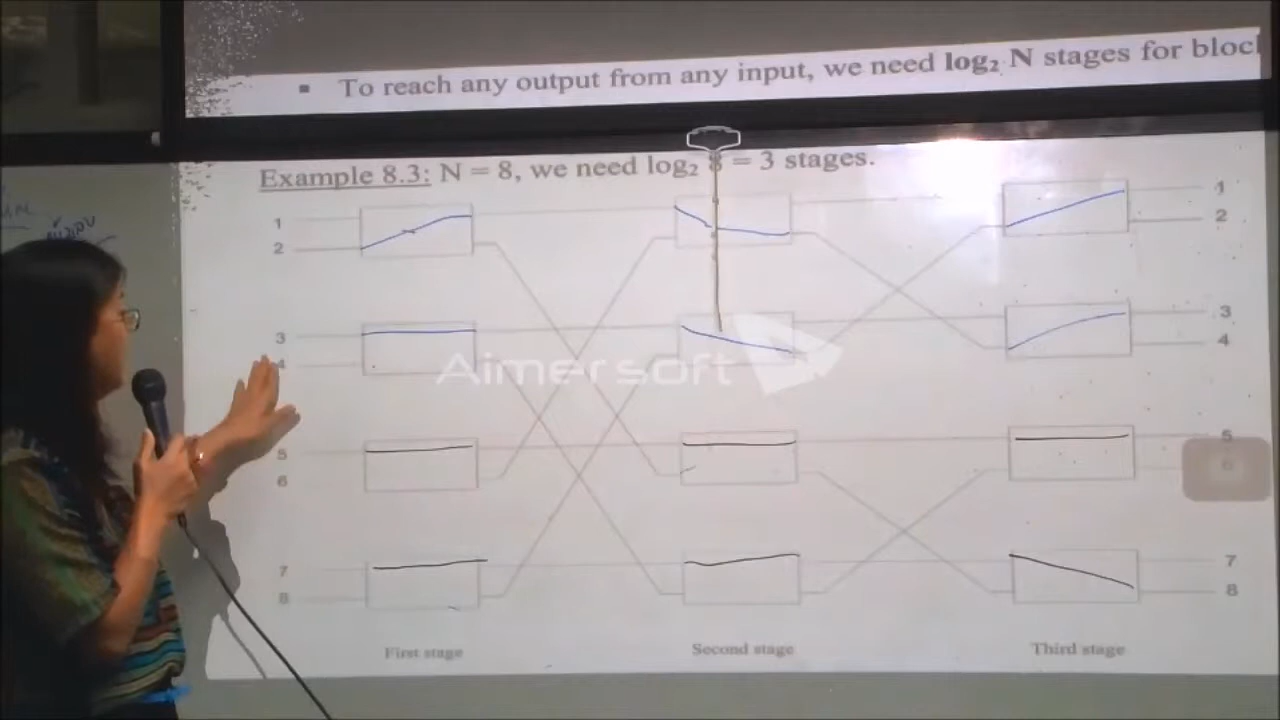 ▪ To reach any output from any input, we need log₂ N stages for bloc
Example 8.3: N = 8, we need log₂ 8 = 3 stages.
1 1
2 2
3 3
4 4
Aimersoft
5 5
6 6
7 7
8 8
First stage Second stage Third stage